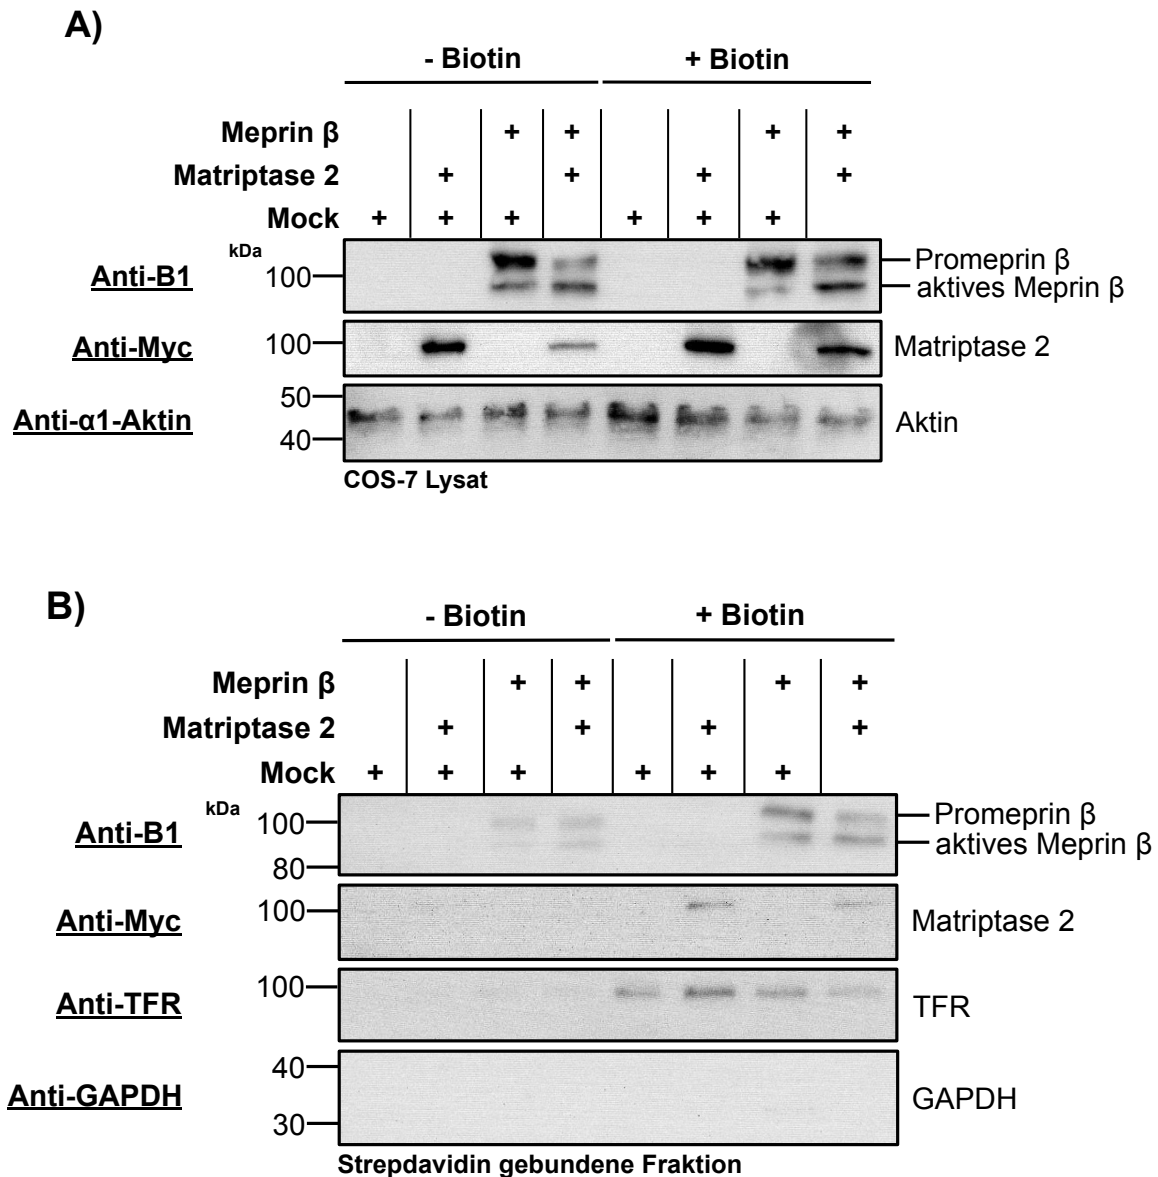 A)
- Biotin + Biotin
Meprin β + + + +
Matriptase 2 + + + +
Mock + + + + + +
kDa
Anti-B1 100 Promeprin β
aktives Meprin β
Anti-Myc 100 Matriptase 2
50
Anti-α1-Aktin Aktin
40
COS-7 Lysat
B)
- Biotin + Biotin
Meprin β + + + +
Matriptase 2 + + + +
Mock + + + + + +
kDa
Anti-B1 100 Promeprin β
aktives Meprin β
80
Anti-Myc 100 Matriptase 2
100
Anti-TFR TFR
40
Anti-GAPDH GAPDH
30
Strepdavidin gebundene Fraktion